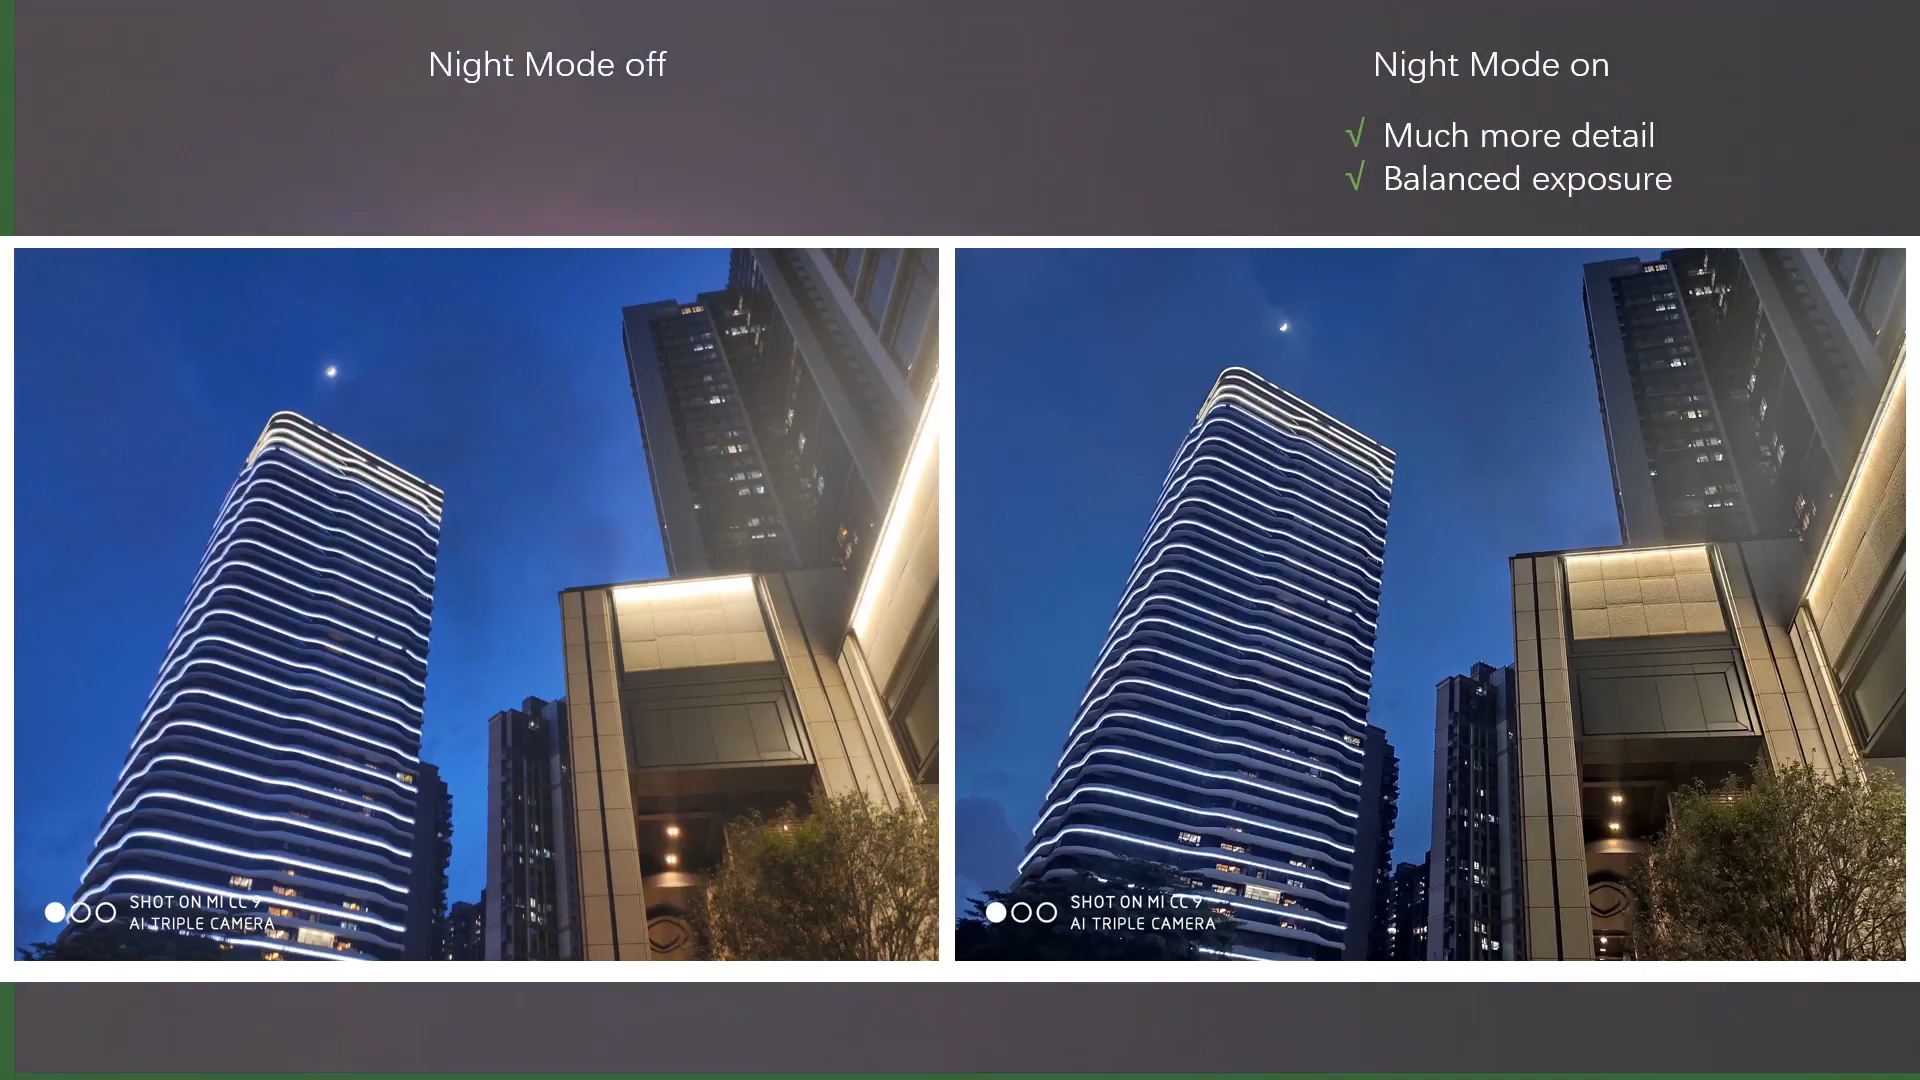 Night Mode off
Night Mode on
√ Much more detail
√ Balanced exposure
SHOT ON MI CC 9
AI TRIPLE CAMERA
SHOT ON MI CC 9
AI TRIPLE CAMERA